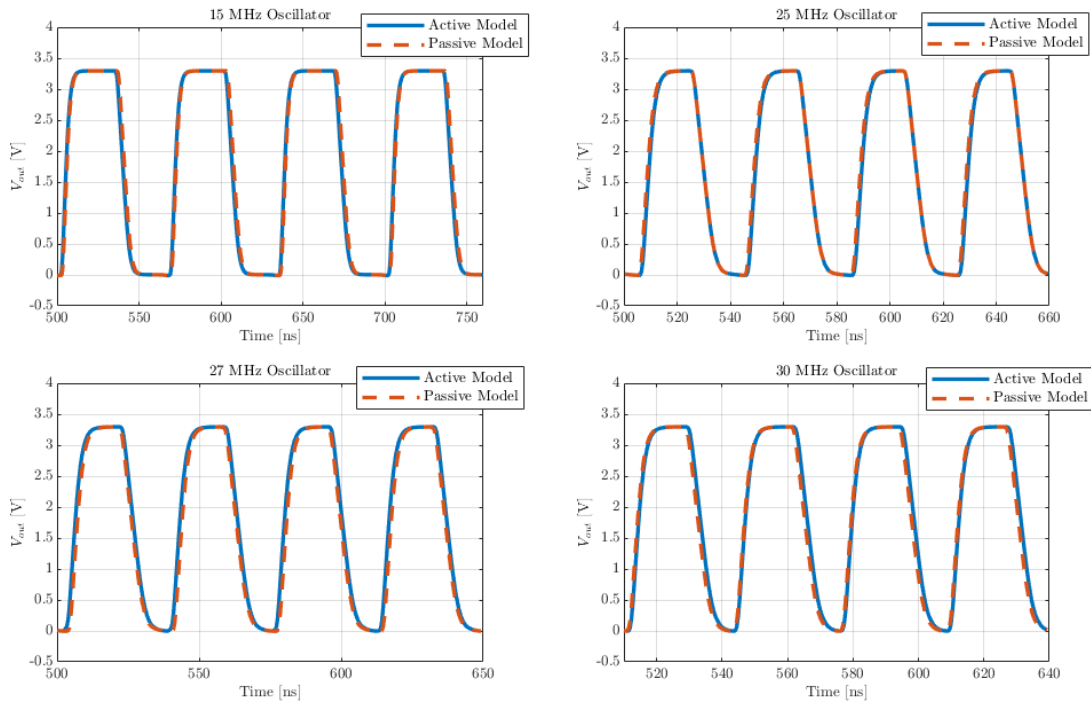 15 MHz Oscillator
Active Model
Passive Model
4
3.5
3
2.5
2
1.5
1
0.5
0
-0.5
V_out [V]
500 550 600 650 700 750
Time [ns]
25 MHz Oscillator
Active Model
Passive Model
4
3.5
3
2.5
2
1.5
1
0.5
0
-0.5
V_out [V]
500 520 540 560 580 600 620 640 660
Time [ns]
27 MHz Oscillator
Active Model
Passive Model
4
3.5
3
2.5
2
1.5
1
0.5
0
-0.5
V_out [V]
500 550 600 650
Time [ns]
30 MHz Oscillator
Active Model
Passive Model
4
3.5
3
2.5
2
1.5
1
0.5
0
-0.5
V_out [V]
520 540 560 580 600 620 640
Time [ns]